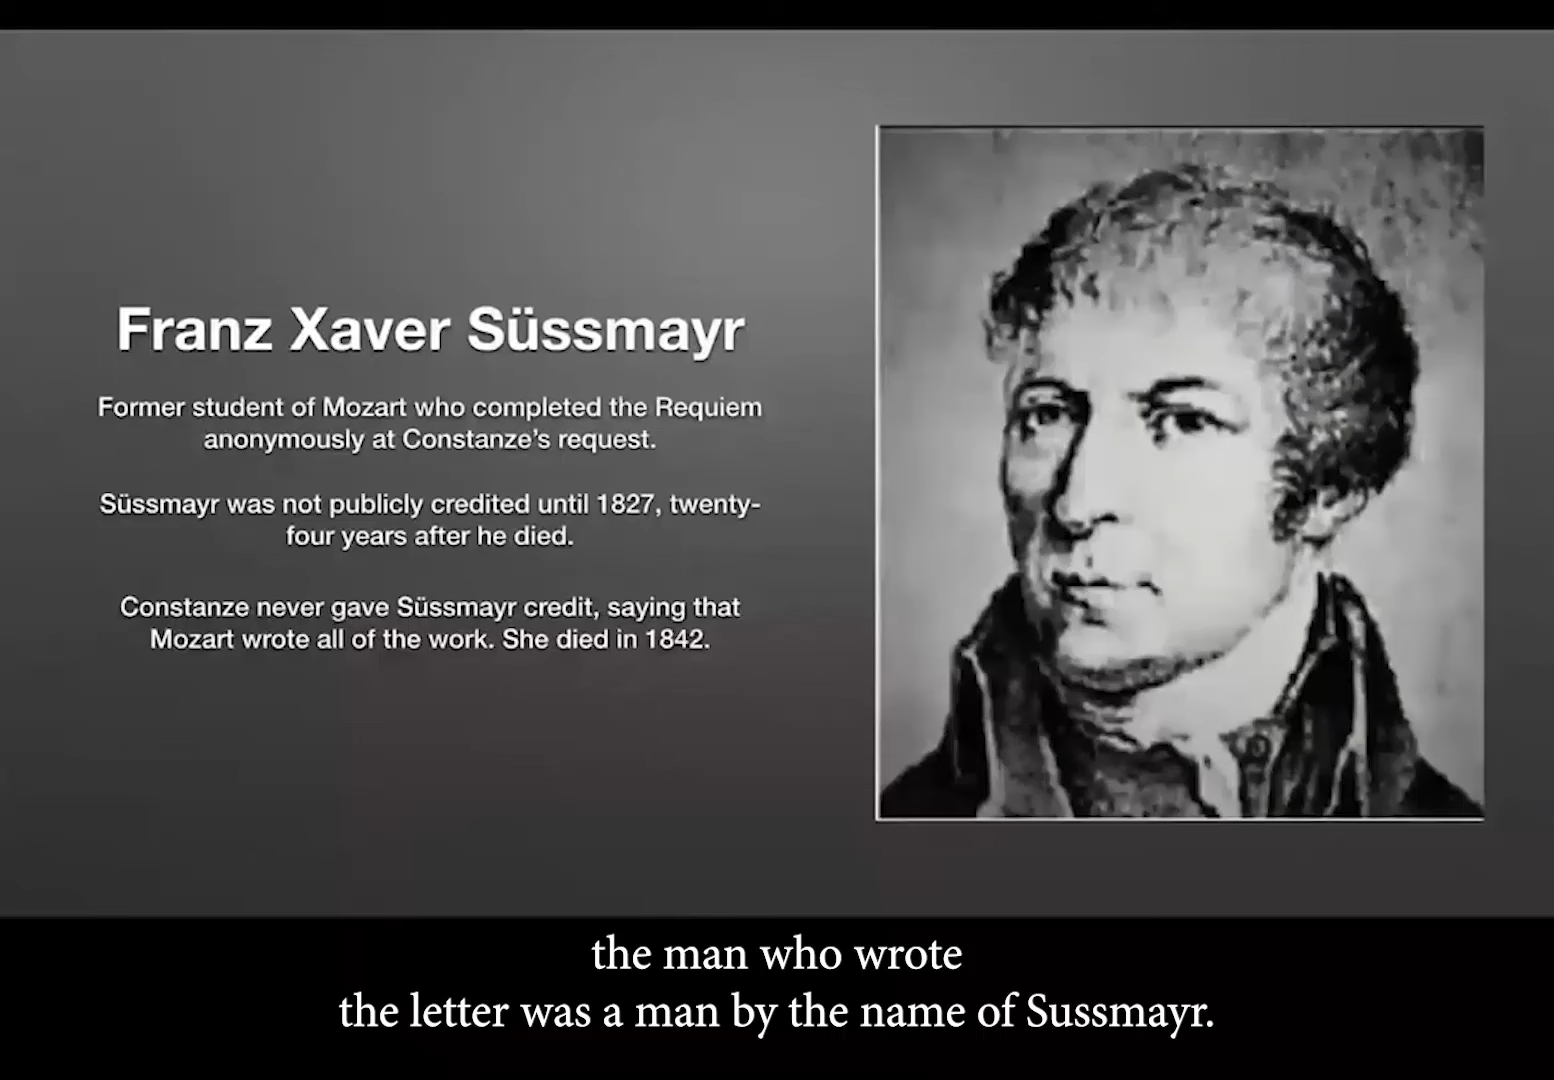 Franz Xaver Süssmayr
Former student of Mozart who completed the Requiem
anonymously at Constanze’s request.
Süssmayr was not publicly credited until 1827, twenty-
four years after he died.
Constanze never gave Süssmayr credit, saying that
Mozart wrote all of the work. She died in 1842.
the man who wrote
the letter was a man by the name of Sussmayr.